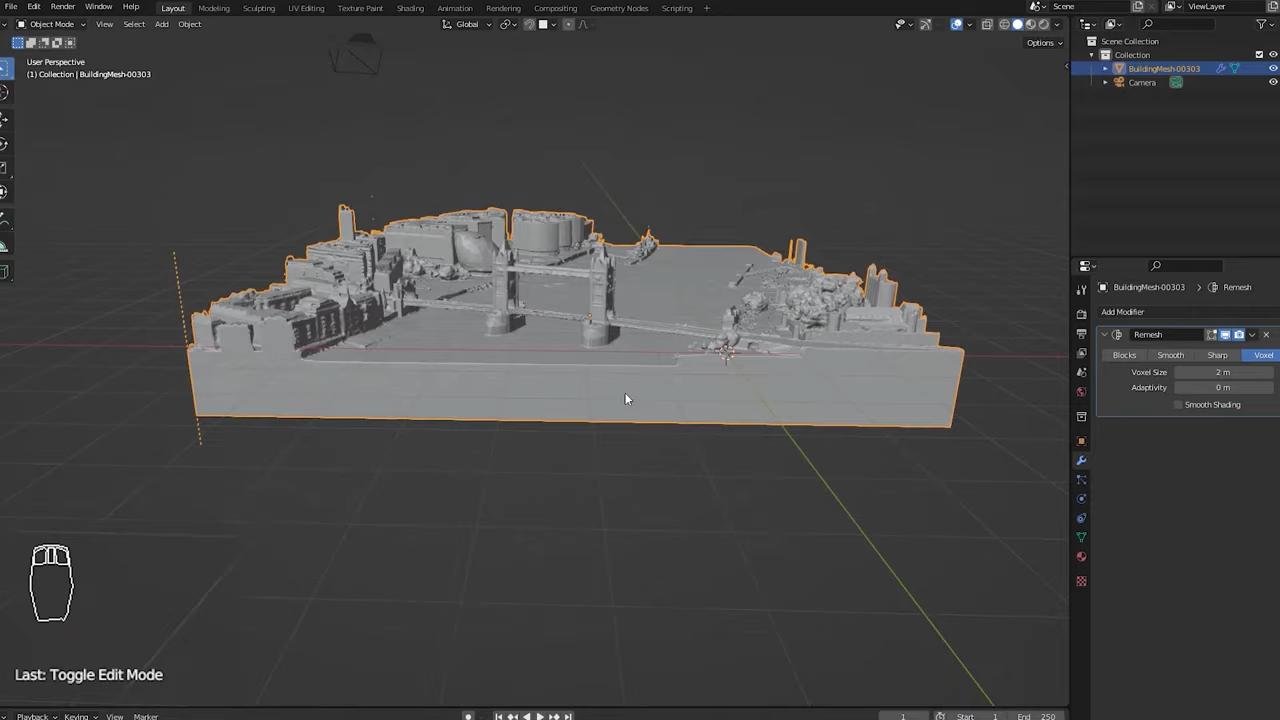 File Edit Render Window Help Layout Modeling Sculpting UV Editing Texture Paint Shading Animation Rendering Compositing Geometry Nodes Scripting + Scene ViewLayer
Object Mode View Select Add Object Global
Options
User Perspective
(1) Collection | BuildingMesh-00303
Scene Collection
Collection
BuildingMesh-00303
Camera
BuildingMesh-00303 > Remesh
Add Modifier
Remesh
Blocks Smooth Sharp Voxel
Voxel Size 2 m
Adaptivity 0 m
Smooth Shading
Last: Toggle Edit Mode
Playback Keying View Marker 1 Start 1 End 250